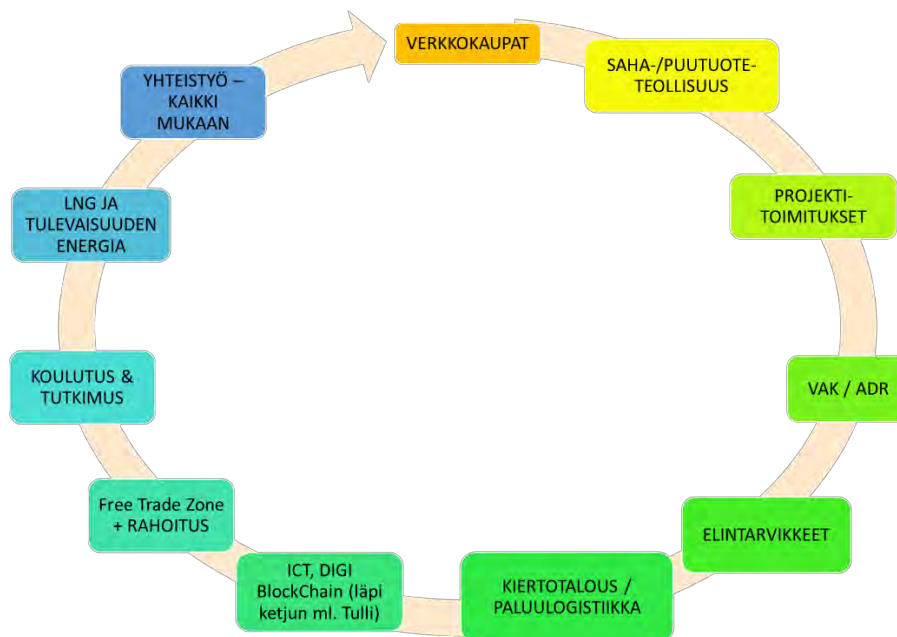 VERKKOKAUPAT
SAHA-/PUUTUOTE-
TEOLLISUUS
PROJEKTI-
TOIMITUKSET
VAK / ADR
ELINTARVIKKEET
KIERTOTALOUS /
PALUULOGISTIIKKA
ICT, DIGI
BlockChain (läpi
ketjun ml. Tulli)
Free Trade Zone
+ RAHOITUS
KOULUTUS &
TUTKIMUS
LNG JA
TULEVAISUUDEN
ENERGIA
YHTEISTYÖ –
KAIKKI
MUKAAN